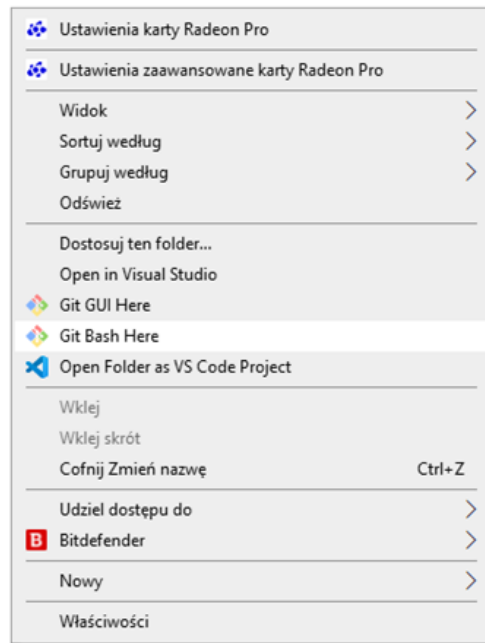 Ustawienia karty Radeon Pro
Ustawienia zaawansowane karty Radeon Pro
Widok
Sortuj według
Grupuj według
Odśwież
Dostosuj ten folder...
Open in Visual Studio
Git GUI Here
Git Bash Here
Open Folder as VS Code Project
Wklej
Wklej skrót
Cofnij Zmień nazwę Ctrl+Z
Udziel dostępu do
B Bitdefender
Nowy
Właściwości